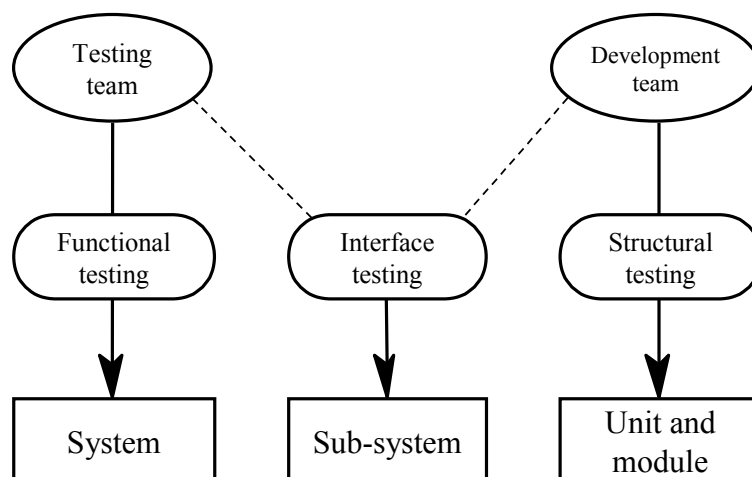 Testing
team
Development
team
Functional
testing
Interface
testing
Structural
testing
System
Sub-system
Unit and
module